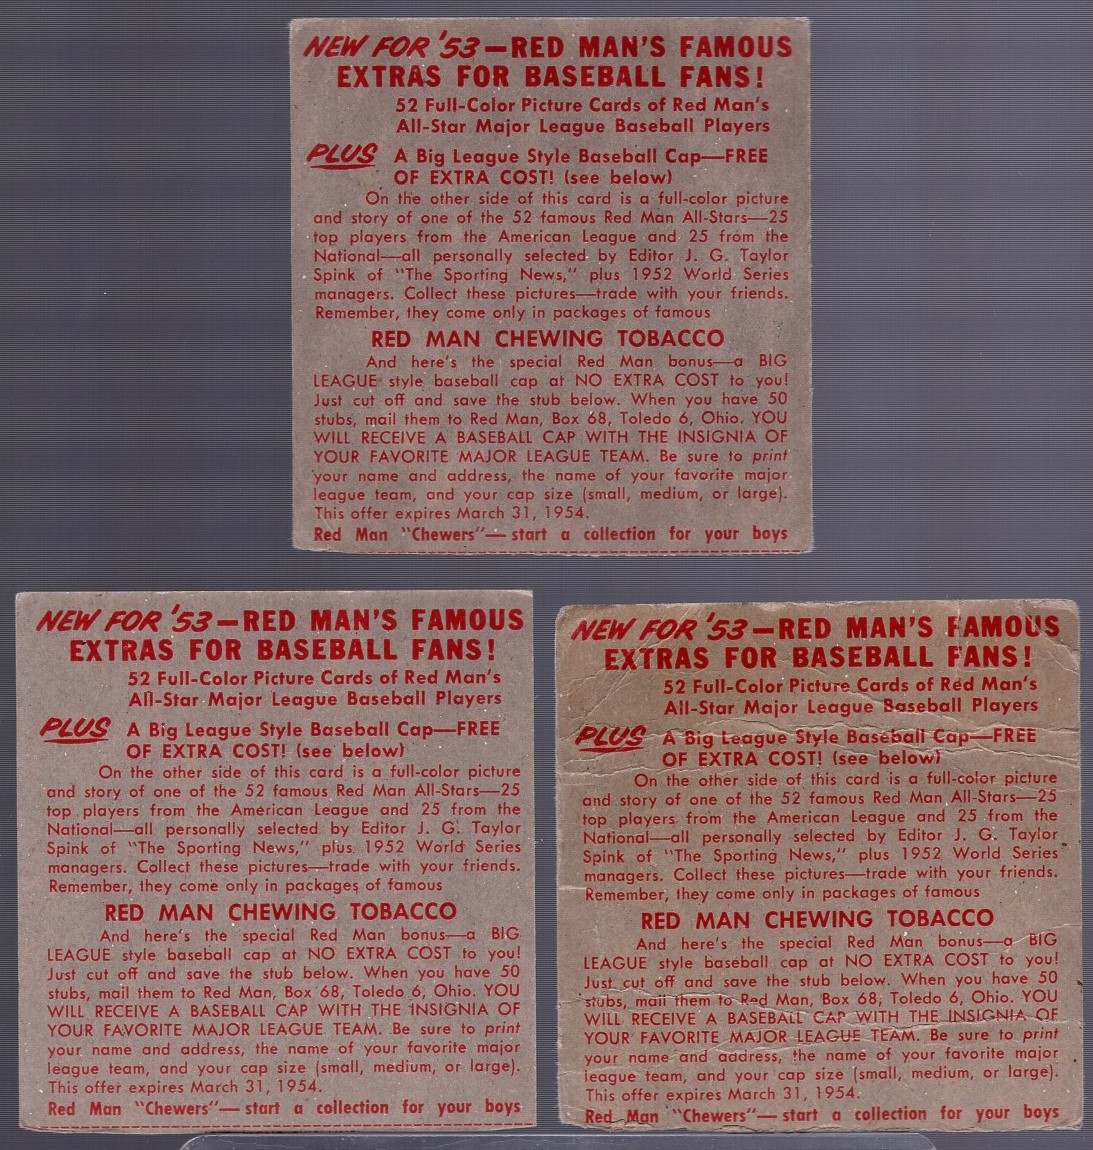 NEW FOR '53—RED MAN'S FAMOUS
EXTRAS FOR BASEBALL FANS!
52 Full-Color Picture Cards of Red Man's
All-Star Major League Baseball Players
PLUS A Big League Style Baseball Cap—FREE
OF EXTRA COST! (see below)
On the other side of this card is a full-color picture
and story of one of the 52 famous Red Man All-Stars—25
top players from the American League and 25 from the
National—all personally selected by Editor J. G. Taylor
Spink of "The Sporting News," plus 1952 World Series
managers. Collect these pictures—trade with your friends.
Remember, they come only in packages of famous
RED MAN CHEWING TOBACCO
And here's the special Red Man bonus—a BIG
LEAGUE style baseball cap at NO EXTRA COST to you!
Just cut off and save the stub below. When you have 50
stubs, mail them to Red Man, Box 68, Toledo 6, Ohio. YOU
WILL RECEIVE A BASEBALL CAP WITH THE INSIGNIA OF
YOUR FAVORITE MAJOR LEAGUE TEAM. Be sure to print
your name and address, the name of your favorite major
league team, and your cap size (small, medium, or large).
This offer expires March 31, 1954.
Red Man "Chewers"—start a collection for your boys
NEW FOR '53—RED MAN'S FAMOUS
EXTRAS FOR BASEBALL FANS!
52 Full-Color Picture Cards of Red Man's
All-Star Major League Baseball Players
PLUS A Big League Style Baseball Cap—FREE
OF EXTRA COST! (see below)
On the other side of this card is a full-color picture
and story of one of the 52 famous Red Man All-Stars—25
top players from the American League and 25 from the
National—all personally selected by Editor J. G. Taylor
Spink of "The Sporting News," plus 1952 World Series
managers. Collect these pictures—trade with your friends.
Remember, they come only in packages of famous
RED MAN CHEWING TOBACCO
And here's the special Red Man bonus—a BIG
LEAGUE style baseball cap at NO EXTRA COST to you!
Just cut off and save the stub below. When you have 50
stubs, mail them to Red Man, Box 68, Toledo 6, Ohio. YOU
WILL RECEIVE A BASEBALL CAP WITH THE INSIGNIA OF
YOUR FAVORITE MAJOR LEAGUE TEAM. Be sure to print
your name and address, the name of your favorite major
league team, and your cap size (small, medium, or large).
This offer expires March 31, 1954.
Red Man "Chewers"—start a collection for your boys
NEW FOR '53—RED MAN'S FAMOUS
EXTRAS FOR BASEBALL FANS!
52 Full-Color Picture Cards of Red Man's
All-Star Major League Baseball Players
PLUS A Big League Style Baseball Cap—FREE
OF EXTRA COST! (see below)
On the other side of this card is a full-color picture
and story of one of the 52 famous Red Man All-Stars—25
top players from the American League and 25 from the
National—all personally selected by Editor J. G. Taylor
Spink of "The Sporting News," plus 1952 World Series
managers. Collect these pictures—trade with your friends.
Remember, they come only in packages of famous
RED MAN CHEWING TOBACCO
And here's the special Red Man bonus—a BIG
LEAGUE style baseball cap at NO EXTRA COST to you!
Just cut off and save the stub below. When you have 50
stubs, mail them to Red Man, Box 68, Toledo 6, Ohio. YOU
WILL RECEIVE A BASEBALL CAP WITH THE INSIGNIA OF
YOUR FAVORITE MAJOR LEAGUE TEAM. Be sure to print
your name and address, the name of your favorite major
league team, and your cap size (small, medium, or large).
This offer expires March 31, 1954.
Red Man "Chewers"—start a collection for your boys